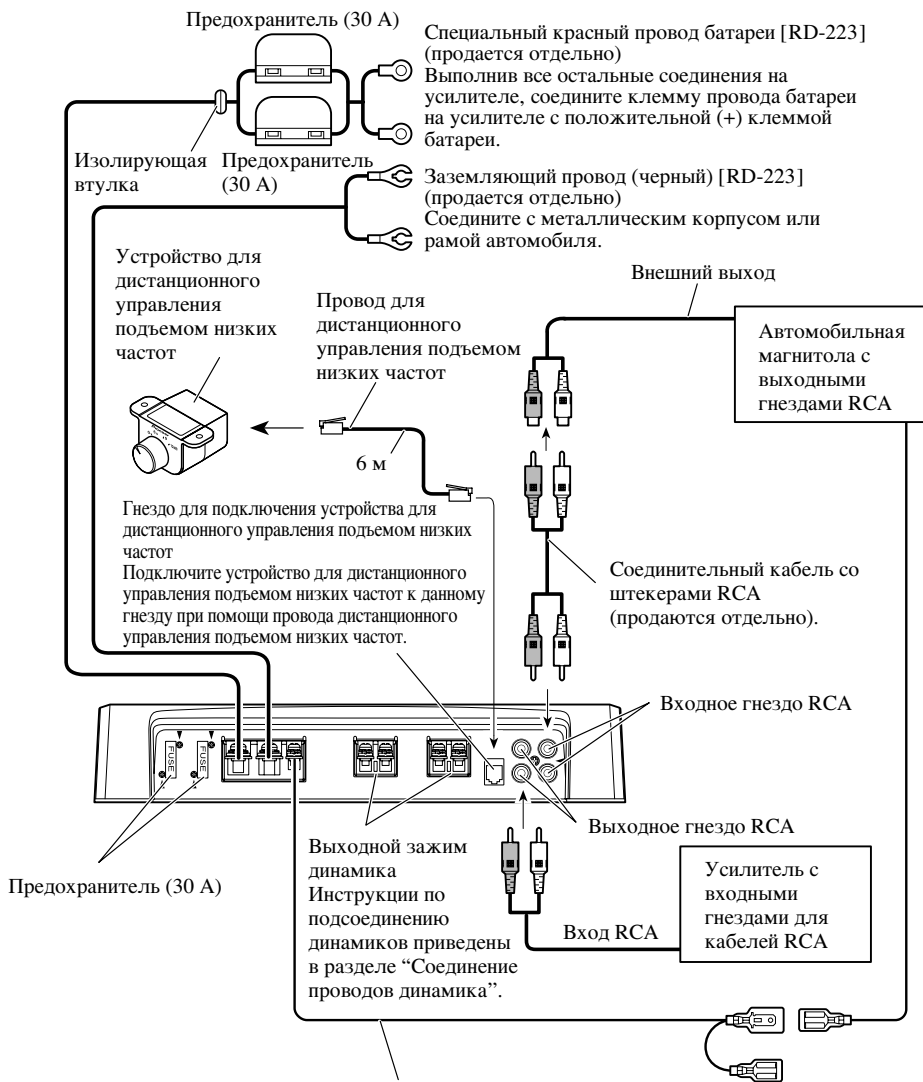 Предохранитель (30 А)
Специальный красный провод батареи [RD-223]
(продается отдельно)
Выполнив все остальные соединения на
усилителе, соедините клемму провода батареи
на усилителе с положительной (+) клеммой
батареи.
Изолирующая
втулка
Предохранитель
(30 А)
Заземляющий провод (черный) [RD-223]
(продается отдельно)
Соедините с металлическим корпусом или
рамой автомобиля.
Устройство для
дистанционного
управления
подъемом низких
частот
Провод для
дистанционного
управления подъемом
низких частот
Внешний выход
Автомобильная
магнитола с
выходными
гнездами RCA
6 м
Гнездо для подключения устройства для
дистанционного управления подъемом низких
частот
Подключите устройство для дистанционного
управления подъемом низких частот к данному
гнезду при помощи провода дистанционного
управления подъемом низких частот.
Соединительный кабель со
штекерами RCA
(продаются отдельно).
Входное гнездо RCA
FUSE
FUSE
Выходное гнездо RCA
Предохранитель (30 А)
Выходной зажим
динамика
Инструкции по
подсоединению
динамиков приведены
в разделе “Соединение
проводов динамика”.
Вход RCA
Усилитель с
входными
гнездами для
кабелей RCA